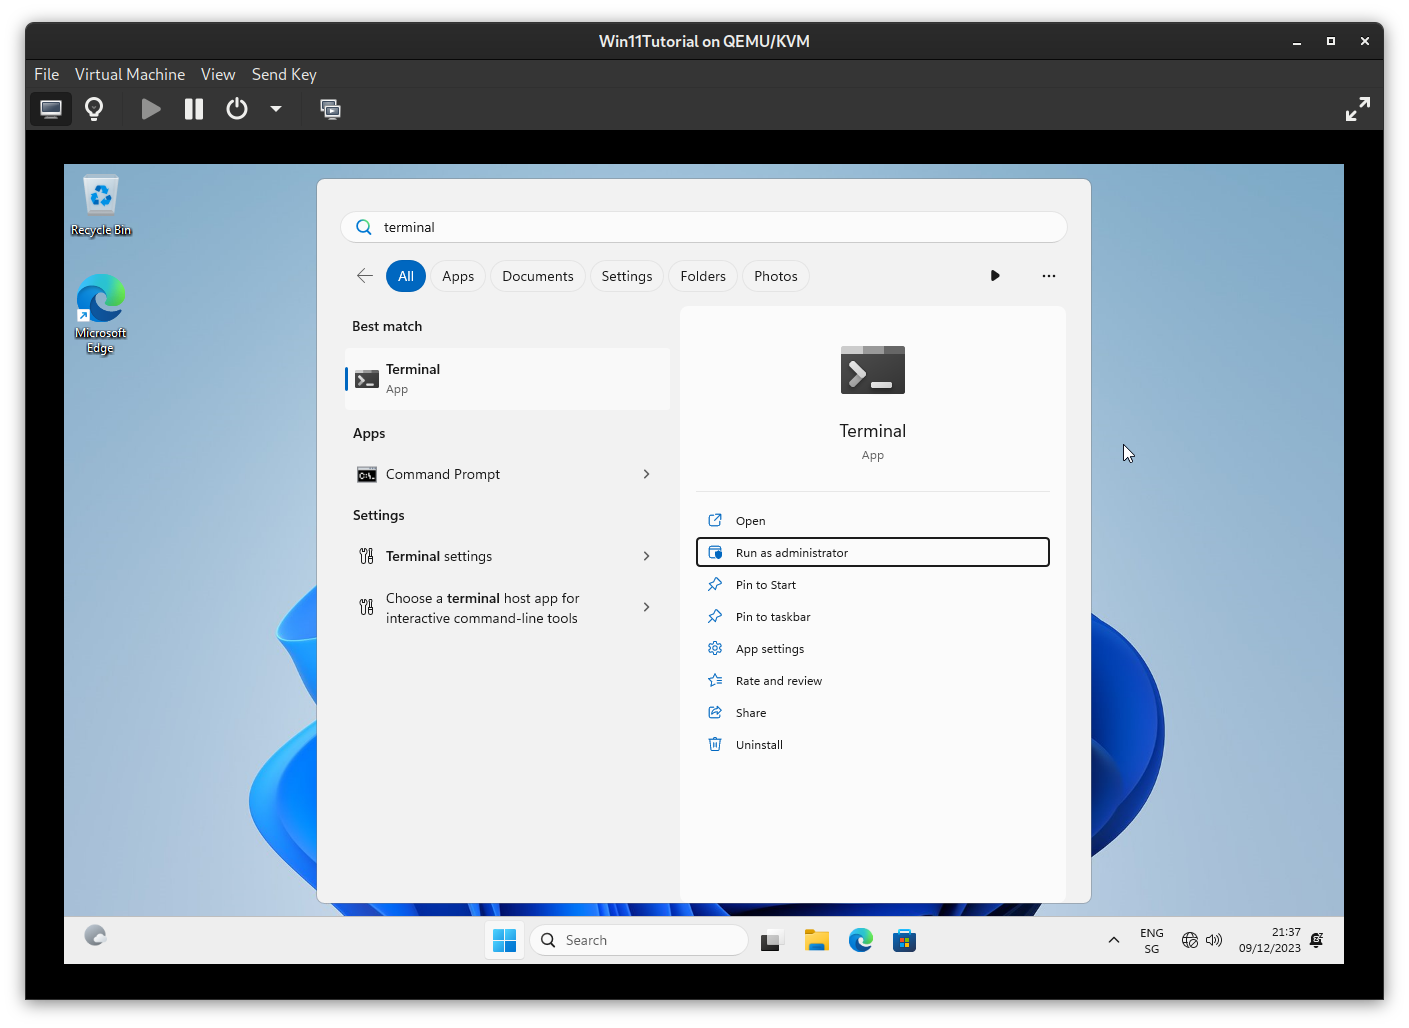 Win11Tutorial on QEMU/KVM
File Virtual Machine View Send Key
Recycle Bin
Microsoft
Edge
terminal
All Apps Documents Settings Folders Photos
Best match
Terminal
App
Apps
Command Prompt
Settings
Terminal settings
Choose a terminal host app for
interactive command-line tools
Terminal
App
Open
Run as administrator
Pin to Start
Pin to taskbar
App settings
Rate and review
Share
Uninstall
Search
ENG
SG
21:37
09/12/2023